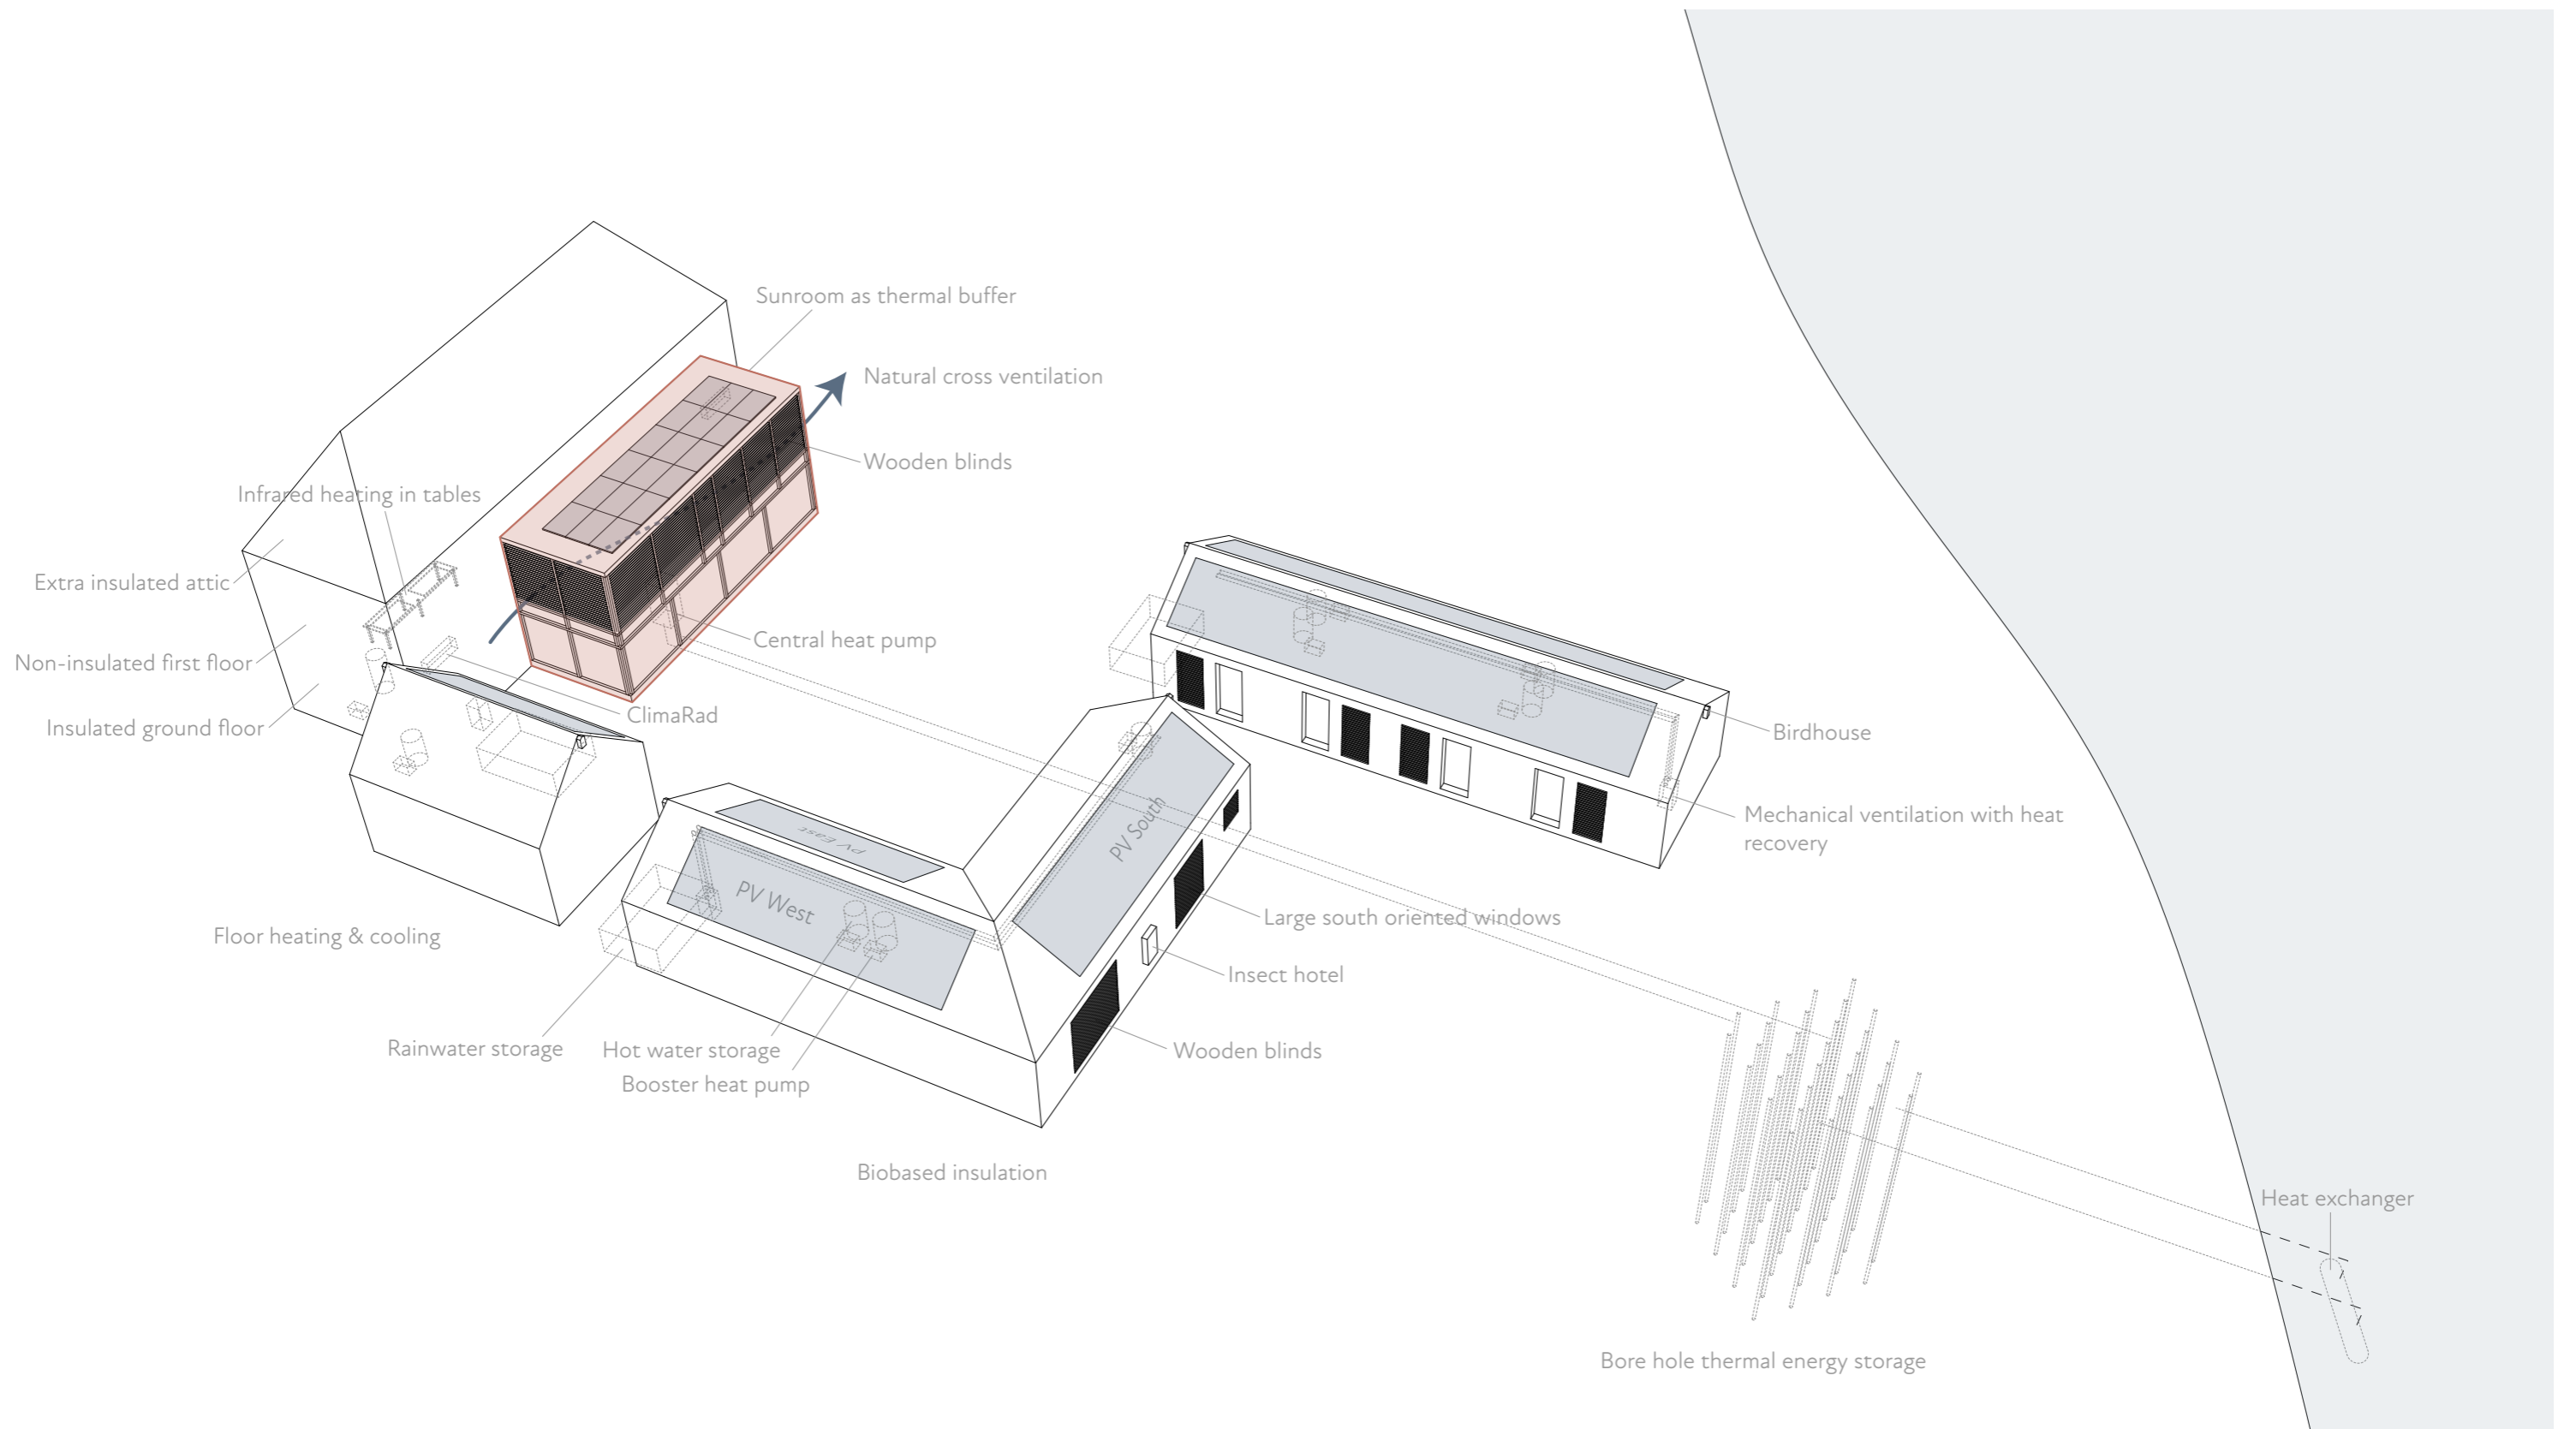 Sunroom as thermal buffer
Natural cross ventilation
Wooden blinds
Infrared heating in tables
Extra insulated attic
Non-insulated first floor
Insulated ground floor
Central heat pump
ClimaRad
Birdhouse
Mechanical ventilation with heat
recovery
PV East
PV West
PV South
Large south oriented windows
Floor heating & cooling
Insect hotel
Rainwater storage
Hot water storage
Booster heat pump
Wooden blinds
Biobased insulation
Heat exchanger
Bore hole thermal energy storage